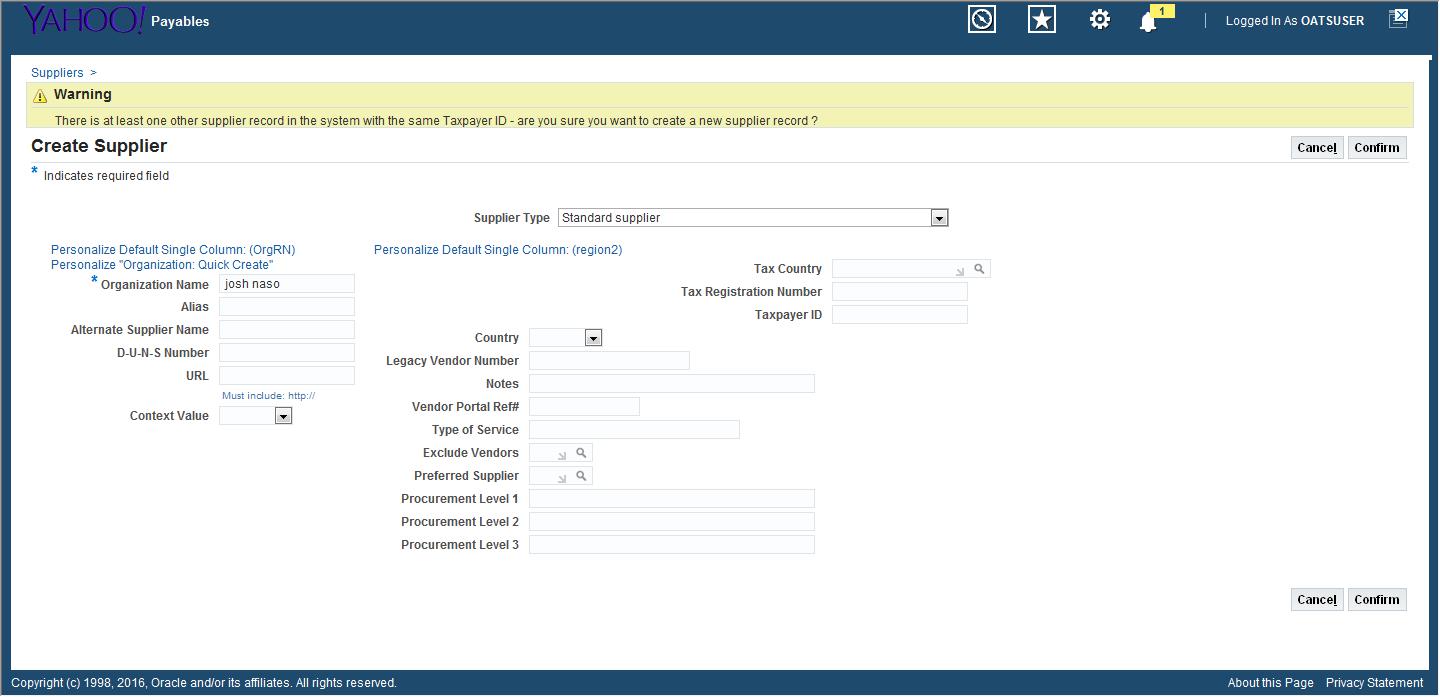 YAHOO! Payables
1
Logged In As OATSUSER
Suppliers >
Warning
There is at least one other supplier record in the system with the same Taxpayer ID - are you sure you want to create a new supplier record ?
Create Supplier
Cancel Confirm
* Indicates required field
Supplier Type Standard supplier
Personalize Default Single Column: (OrgRN)
Personalize "Organization: Quick Create"
* Organization Name josh naso
Alias
Alternate Supplier Name
D-U-N-S Number
URL
Must include: http://
Context Value
Personalize Default Single Column: (region2)
Tax Country
Tax Registration Number
Taxpayer ID
Country
Legacy Vendor Number
Notes
Vendor Portal Ref#
Type of Service
Exclude Vendors
Preferred Supplier
Procurement Level 1
Procurement Level 2
Procurement Level 3
Cancel Confirm
Copyright (c) 1998, 2016, Oracle and/or its affiliates. All rights reserved.
About this Page Privacy Statement